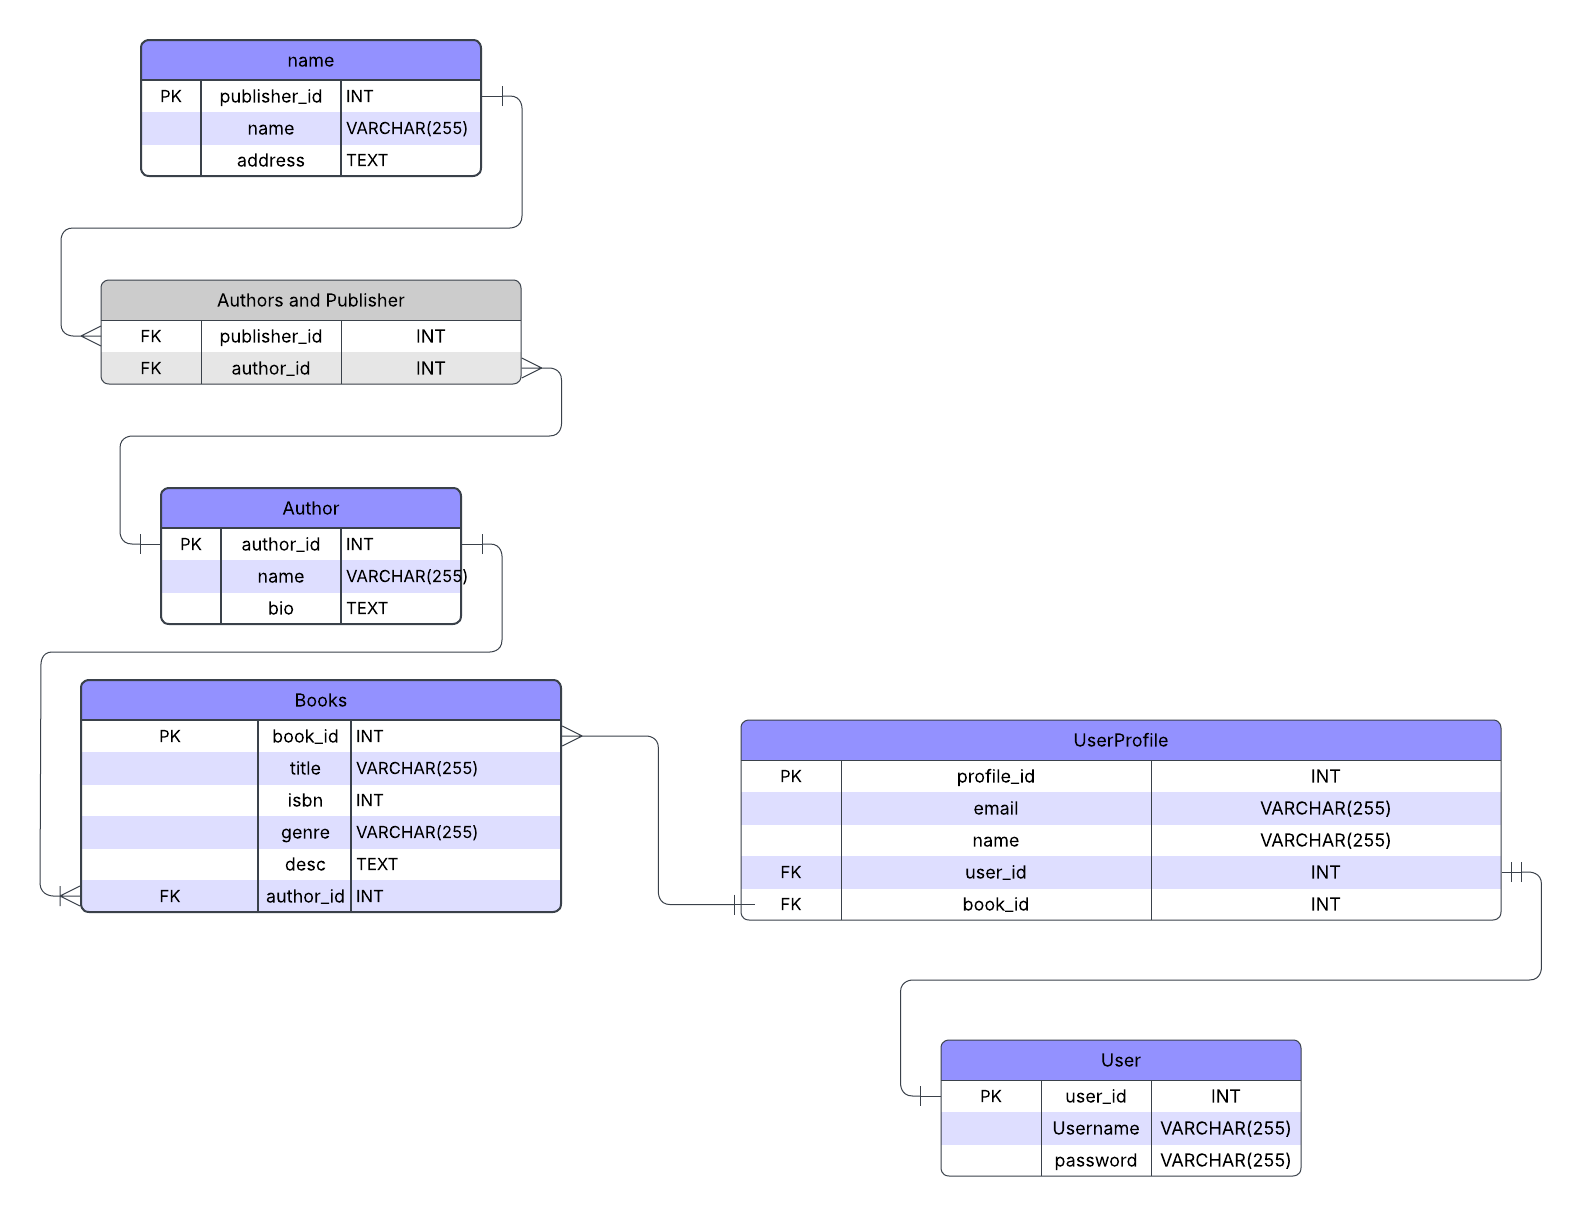 name
PK publisher_id INT
name VARCHAR(255)
address TEXT
Authors and Publisher
FK publisher_id INT
FK author_id INT
Author
PK author_id INT
name VARCHAR(255)
bio TEXT
Books
PK book_id INT
title VARCHAR(255)
isbn INT
genre VARCHAR(255)
desc TEXT
FK author_id INT
UserProfile
PK profile_id INT
email VARCHAR(255)
name VARCHAR(255)
FK user_id INT
FK book_id INT
User
PK user_id INT
Username VARCHAR(255)
password VARCHAR(255)